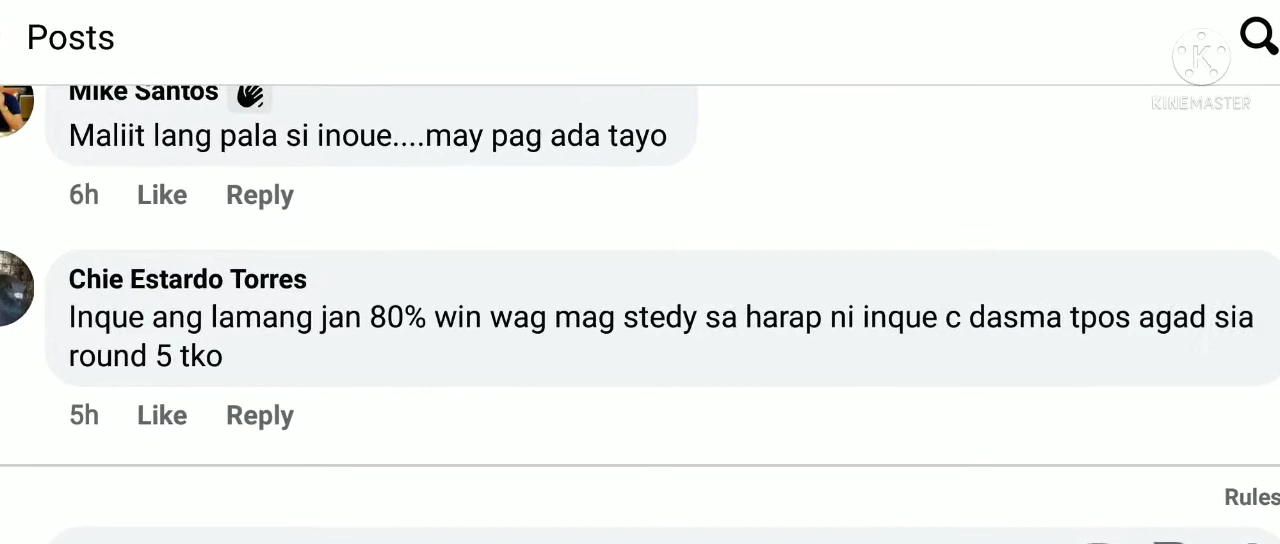 Posts
KINEMASTER
Mike Santos
Maliit lang pala si inoue....may pag ada tayo
6h Like Reply
Chie Estardo Torres
Inque ang lamang jan 80% win wag mag stedy sa harap ni inque c dasma tpos agad sia
round 5 tko
5h Like Reply
Rules